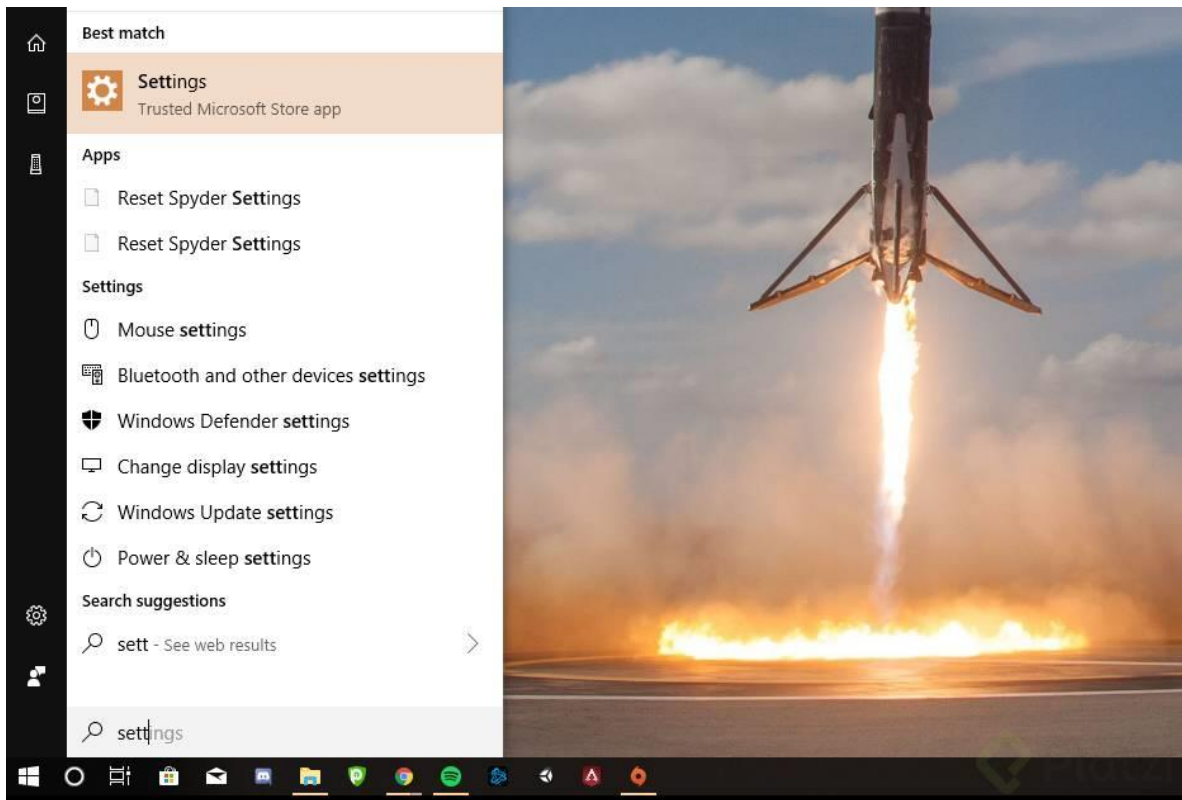 Best match
Settings
Trusted Microsoft Store app
Apps
Reset Spyder Settings
Reset Spyder Settings
Settings
Mouse settings
Bluetooth and other devices settings
Windows Defender settings
Change display settings
Windows Update settings
Power & sleep settings
Search suggestions
sett - See web results
settings